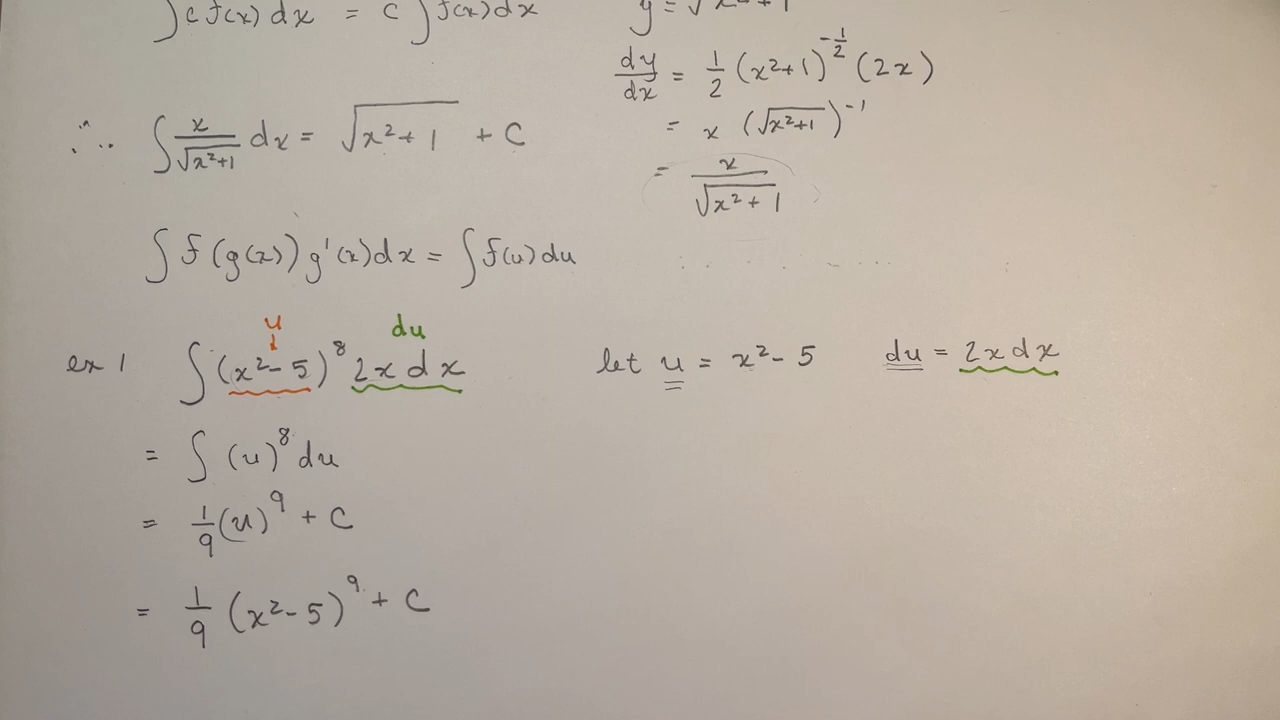 ∫ c f(x) dx = c ∫ f(x) dx
y = √x² + 1
dy/dx = 1/2 (x²+1)^(-1/2) (2x)
= x (√x²+1)^(-1)
= x/√x² + 1
∴ ∫ x/√x²+1 dx = √x² + 1 + C
∫ f(g(x)) g'(x) dx = ∫ f(u) du
u du
ex 1 ∫ (x² - 5)⁸ 2x dx let u = x² - 5 du = 2x dx
= ∫ (u)⁸ du
= 1/9 (u)⁹ + C
= 1/9 (x² - 5)⁹ + C